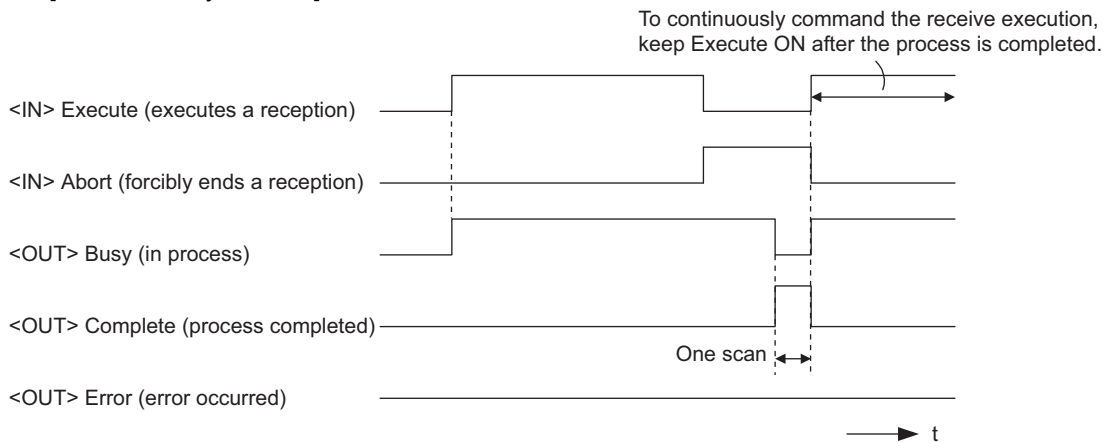 To continuously command the receive execution,
keep Execute ON after the process is completed.
<IN> Execute (executes a reception)
<IN> Abort (forcibly ends a reception)
<OUT> Busy (in process)
<OUT> Complete (process completed)
One scan
<OUT> Error (error occurred)
t